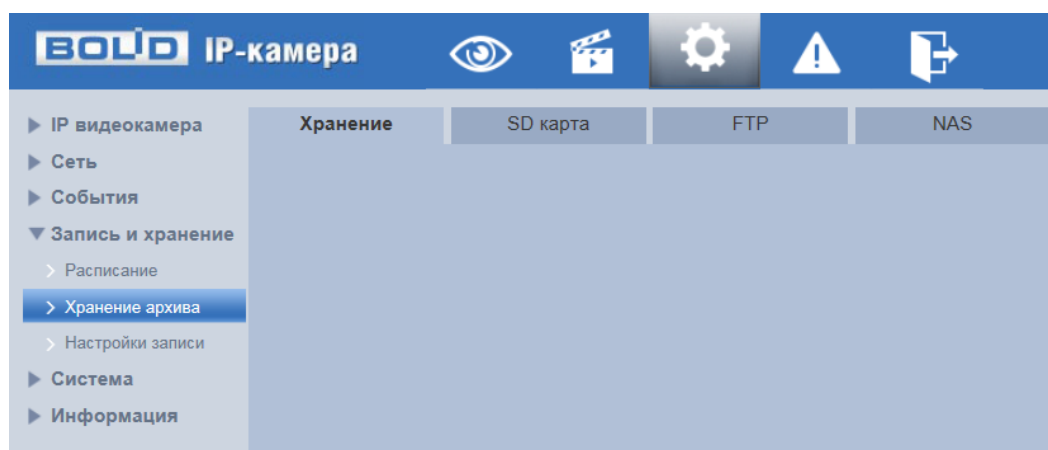 BOLID IP-камера
Хранение SD карта FTP NAS
IP видеокамера
Сеть
События
Запись и хранение
Расписание
Хранение архива
Настройки записи
Система
Информация